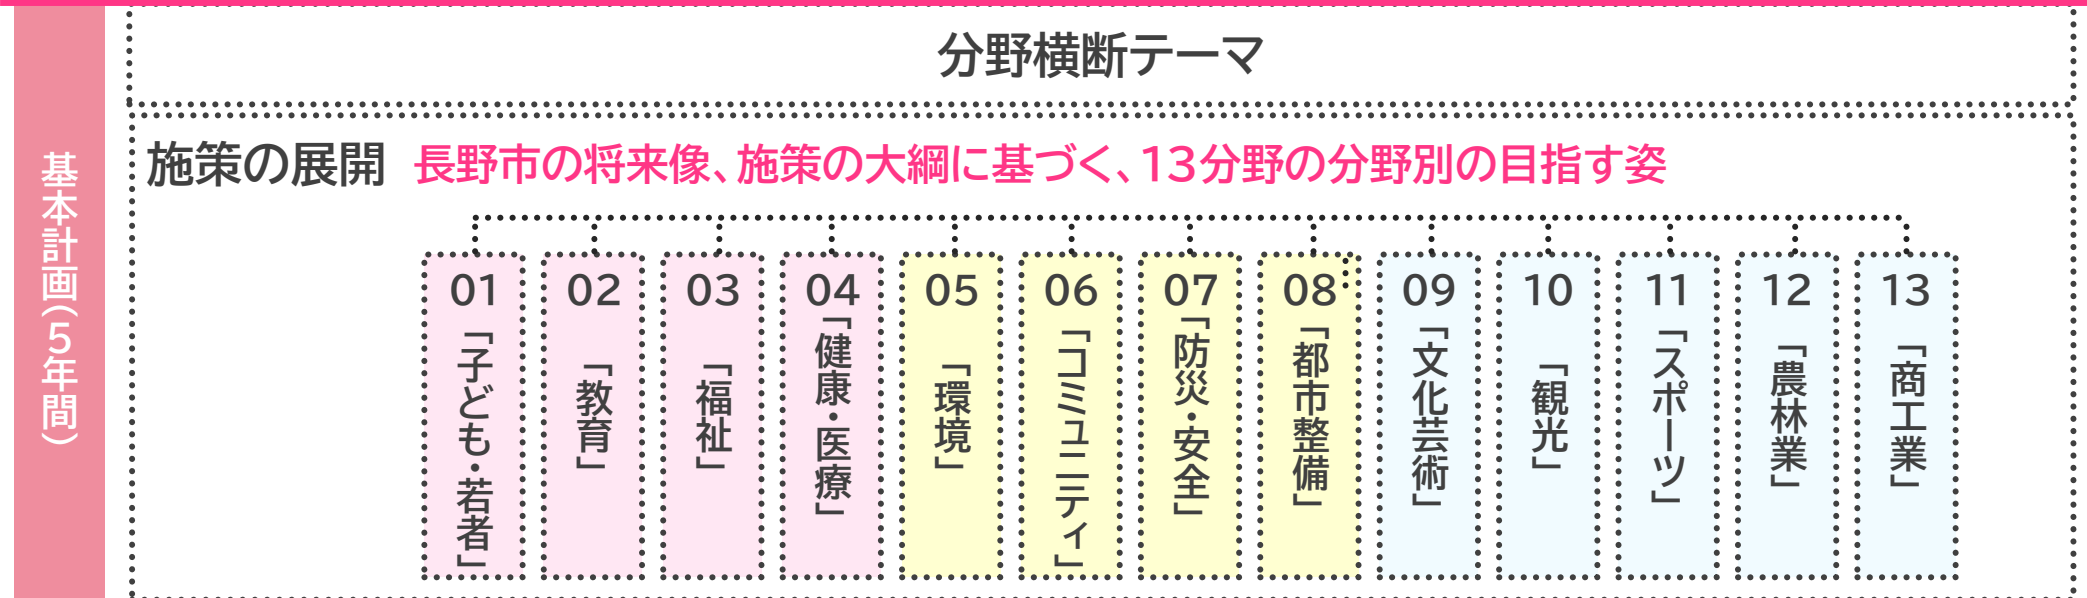 基本計画（５年間）
分野横断テーマ
施策の展開 長野市の将来像、施策の大綱に基づく、13分野の分野別の目指す姿
01
「子ども・若者」
02
「教育」
03
「福祉」
04
「健康・医療」
05
「環境」
06
「コミュニティ」
07
「防災・安全」
08
「都市整備」
09
「文化芸術」
10
「観光」
11
「スポーツ」
12
「農林業」
13
「商工業」